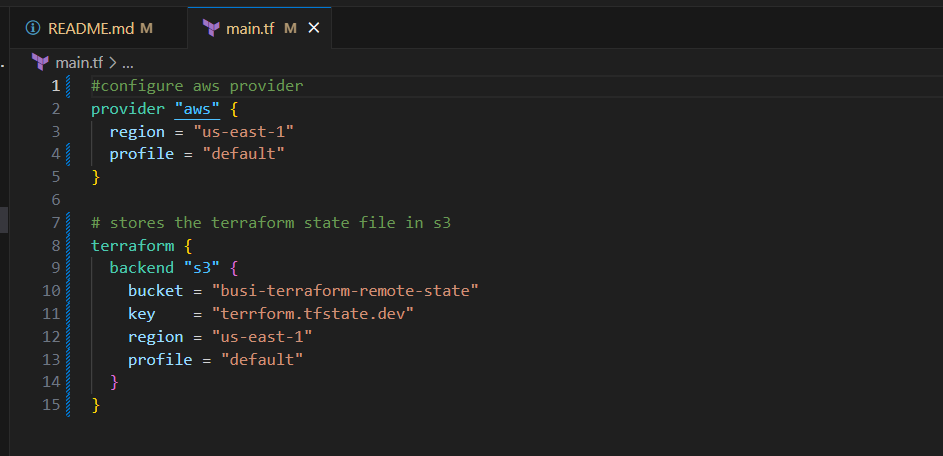 README.md M main.tf M ×
main.tf > ...
1 #configure aws provider
2 provider "aws" {
3 region = "us-east-1"
4 profile = "default"
5 }
6
7 # stores the terraform state file in s3
8 terraform {
9 backend "s3" {
10 bucket = "busi-terraform-remote-state"
11 key    = "terrform.tfstate.dev"
12 region = "us-east-1"
13 profile = "default"
14 }
15 }